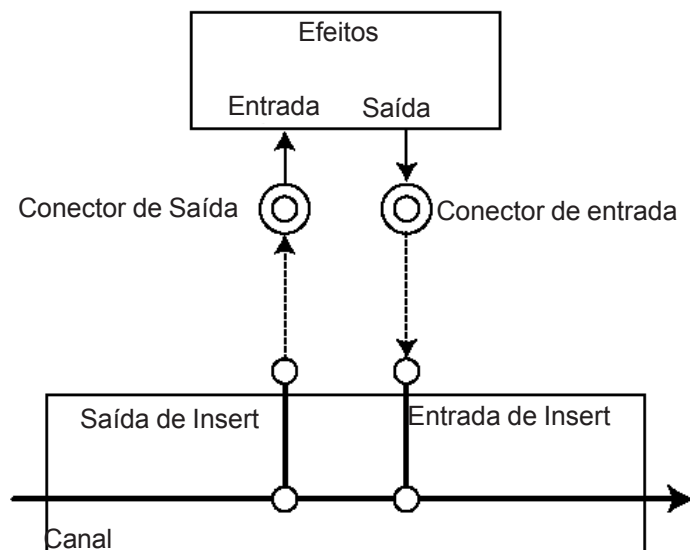 Efeitos
Entrada
Saída
Conector de Saída
Conector de entrada
Saída de Insert
Entrada de Insert
Canal